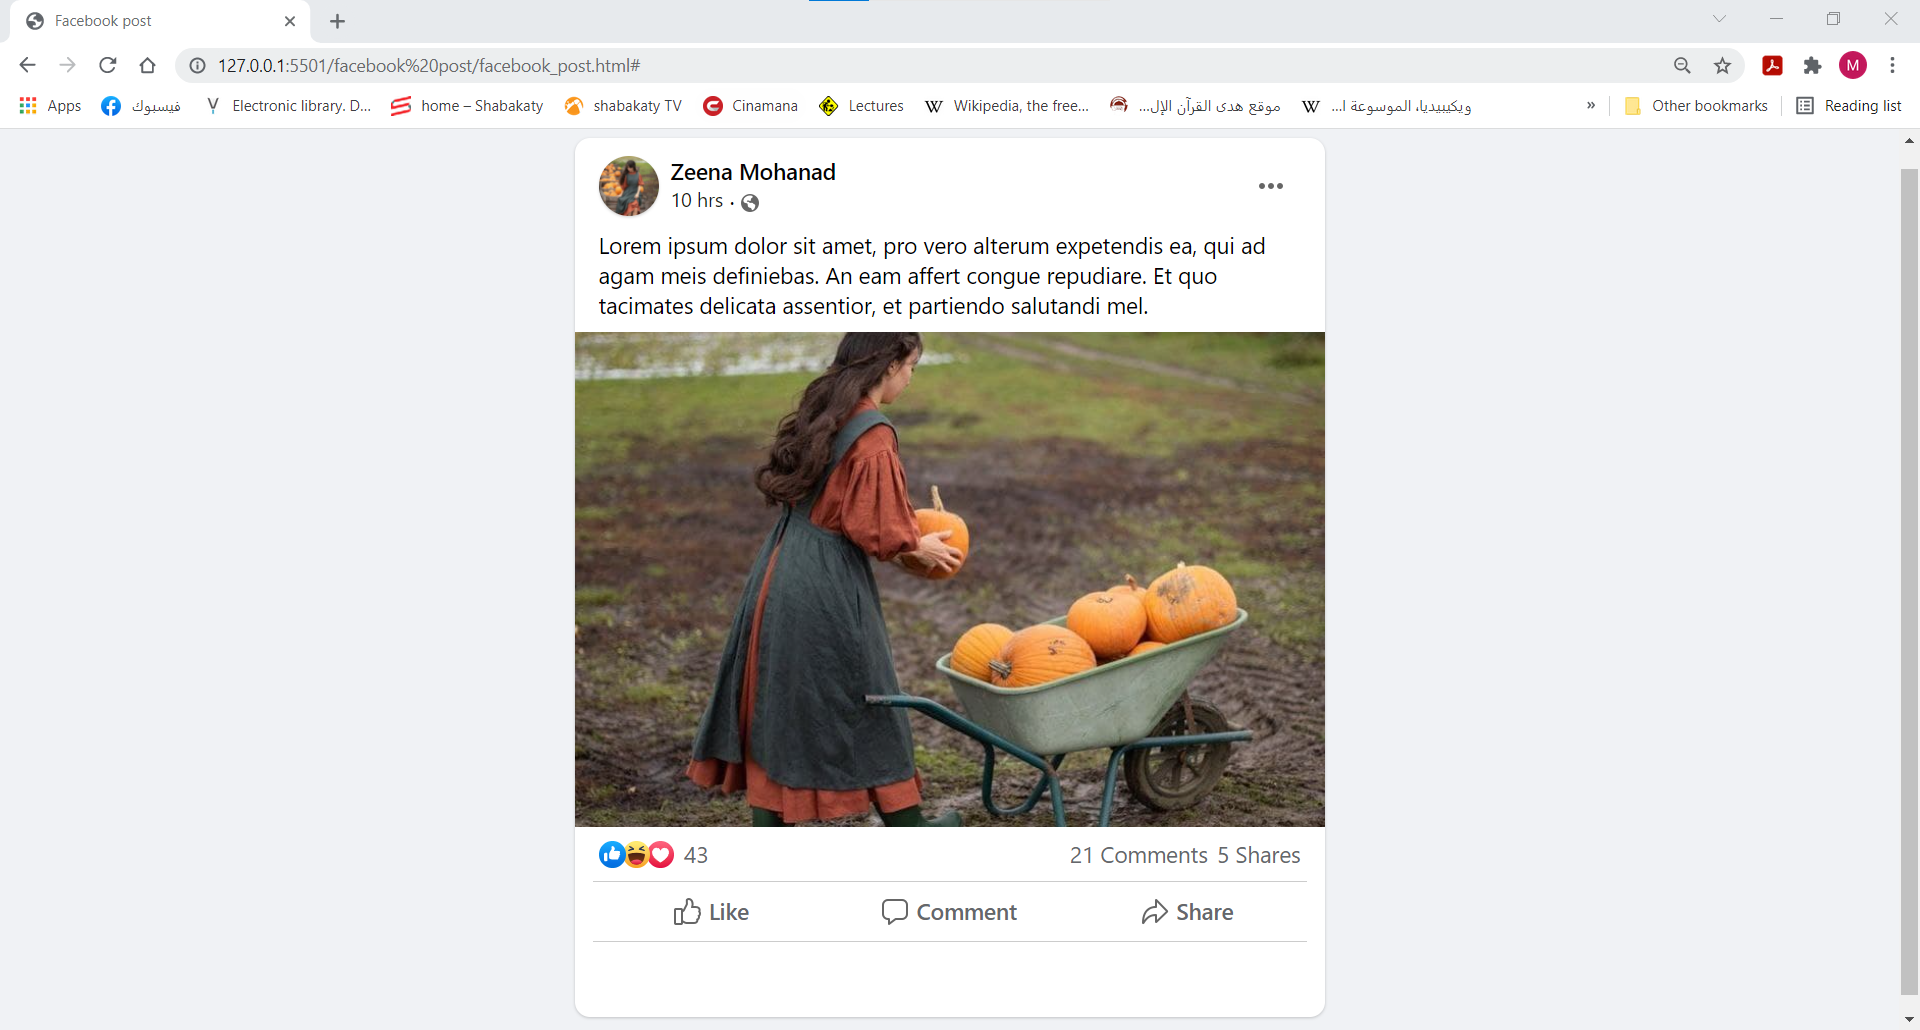 Facebook post
127.0.0.1:5501/facebook%20post/facebook_post.html#
M
Apps
فيسبوك
Electronic library. D...
home – Shabakaty
shabakaty TV
Cinamana
Lectures
W
Wikipedia, the free...
موقع هدى القرآن الإل...
W
ويكيبيديا، الموسوعة ا...
»
Other bookmarks
Reading list
Zeena Mohanad
10 hrs ·
Lorem ipsum dolor sit amet, pro vero alterum expetendis ea, qui ad
agam meis definiebas. An eam affert congue repudiare. Et quo
tacimates delicata assentior, et partiendo salutandi mel.
43
21 Comments 5 Shares
Like
Comment
Share